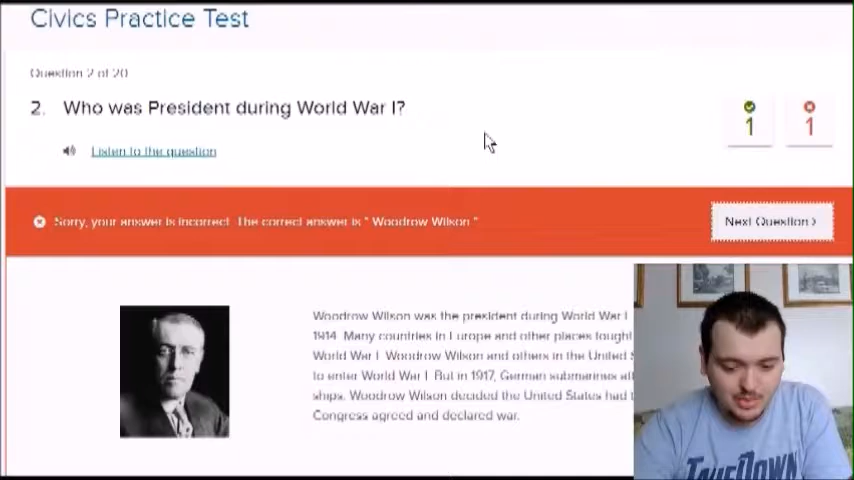 Civics Practice Test
Question 2 of 20
2. Who was President during World War I?
1 1
Listen to the question
Sorry, your answer is incorrect. The correct answer is " Woodrow Wilson "
Next Question
Woodrow Wilson was the president during World War I
1914. Many countries in Europe and other places fought
World War I. Woodrow Wilson and others in the United
to enter World War I. But in 1917, German submarines
ships. Woodrow Wilson decided the United States had
Congress agreed and declared war.